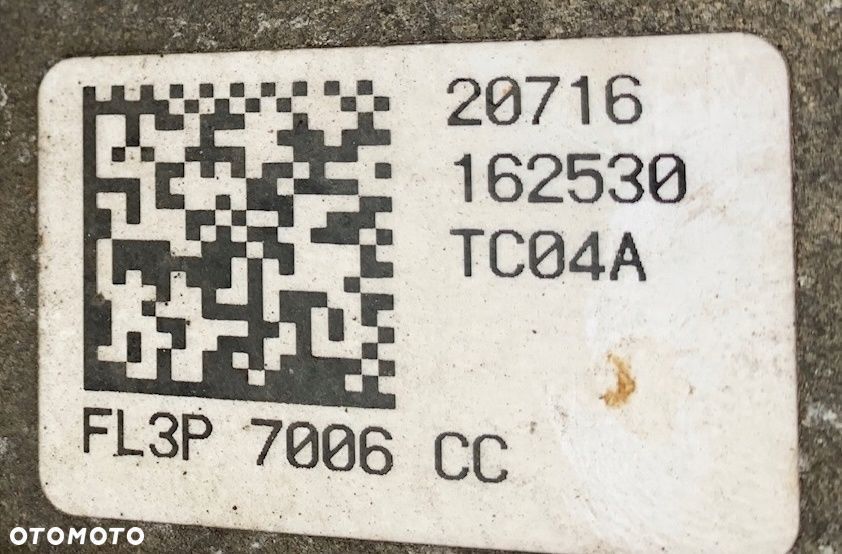 20716
162530
TC04A
FL3P 7006 CC
OTOMOTO